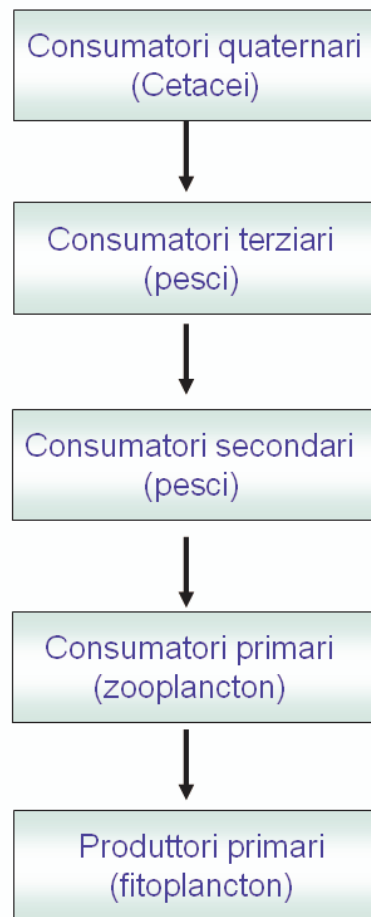 Consumatori quaternari
(Cetacei)
Consumatori terziari
(pesci)
Consumatori secondari
(pesci)
Consumatori primari
(zooplancton)
Produttori primari
(fitoplancton)